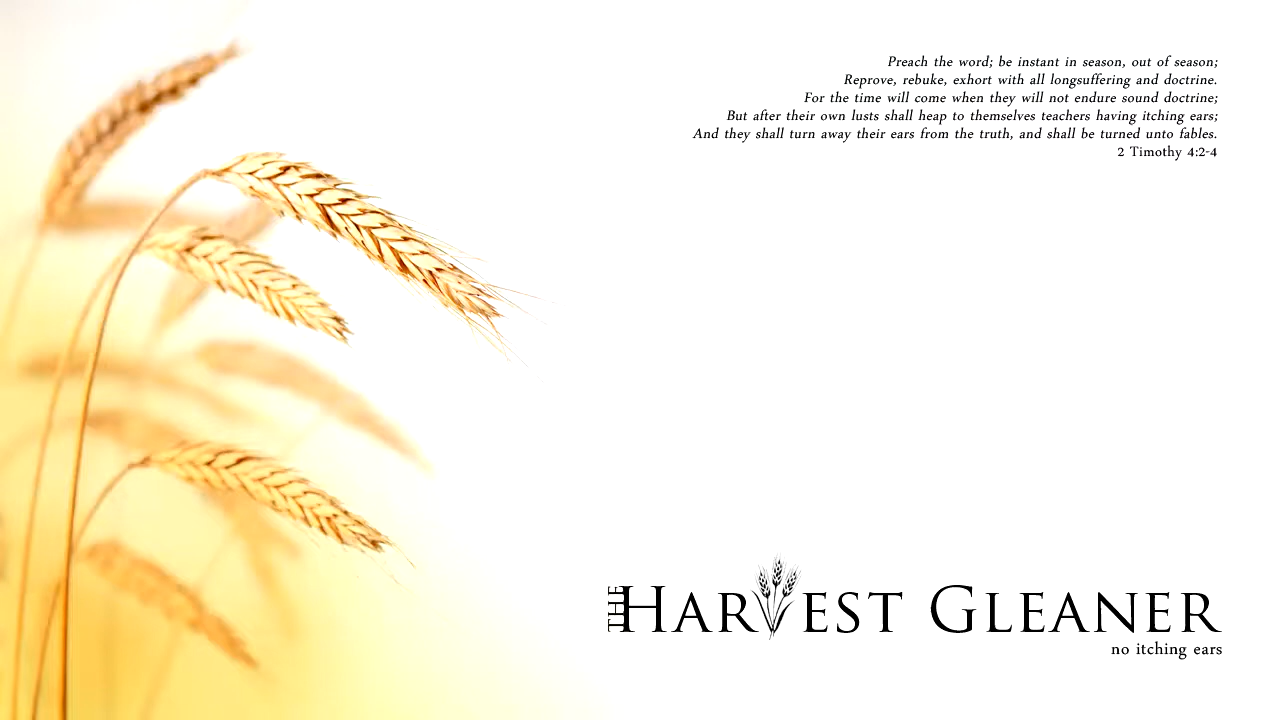 Preach the word; be instant in season, out of season;
Reprove, rebuke, exhort with all longsuffering and doctrine.
For the time will come when they will not endure sound doctrine;
But after their own lusts shall heap to themselves teachers having itching ears;
And they shall turn away their ears from the truth, and shall be turned unto fables.
2 Timothy 4:2-4
THE HARVEST GLEANER
no itching ears